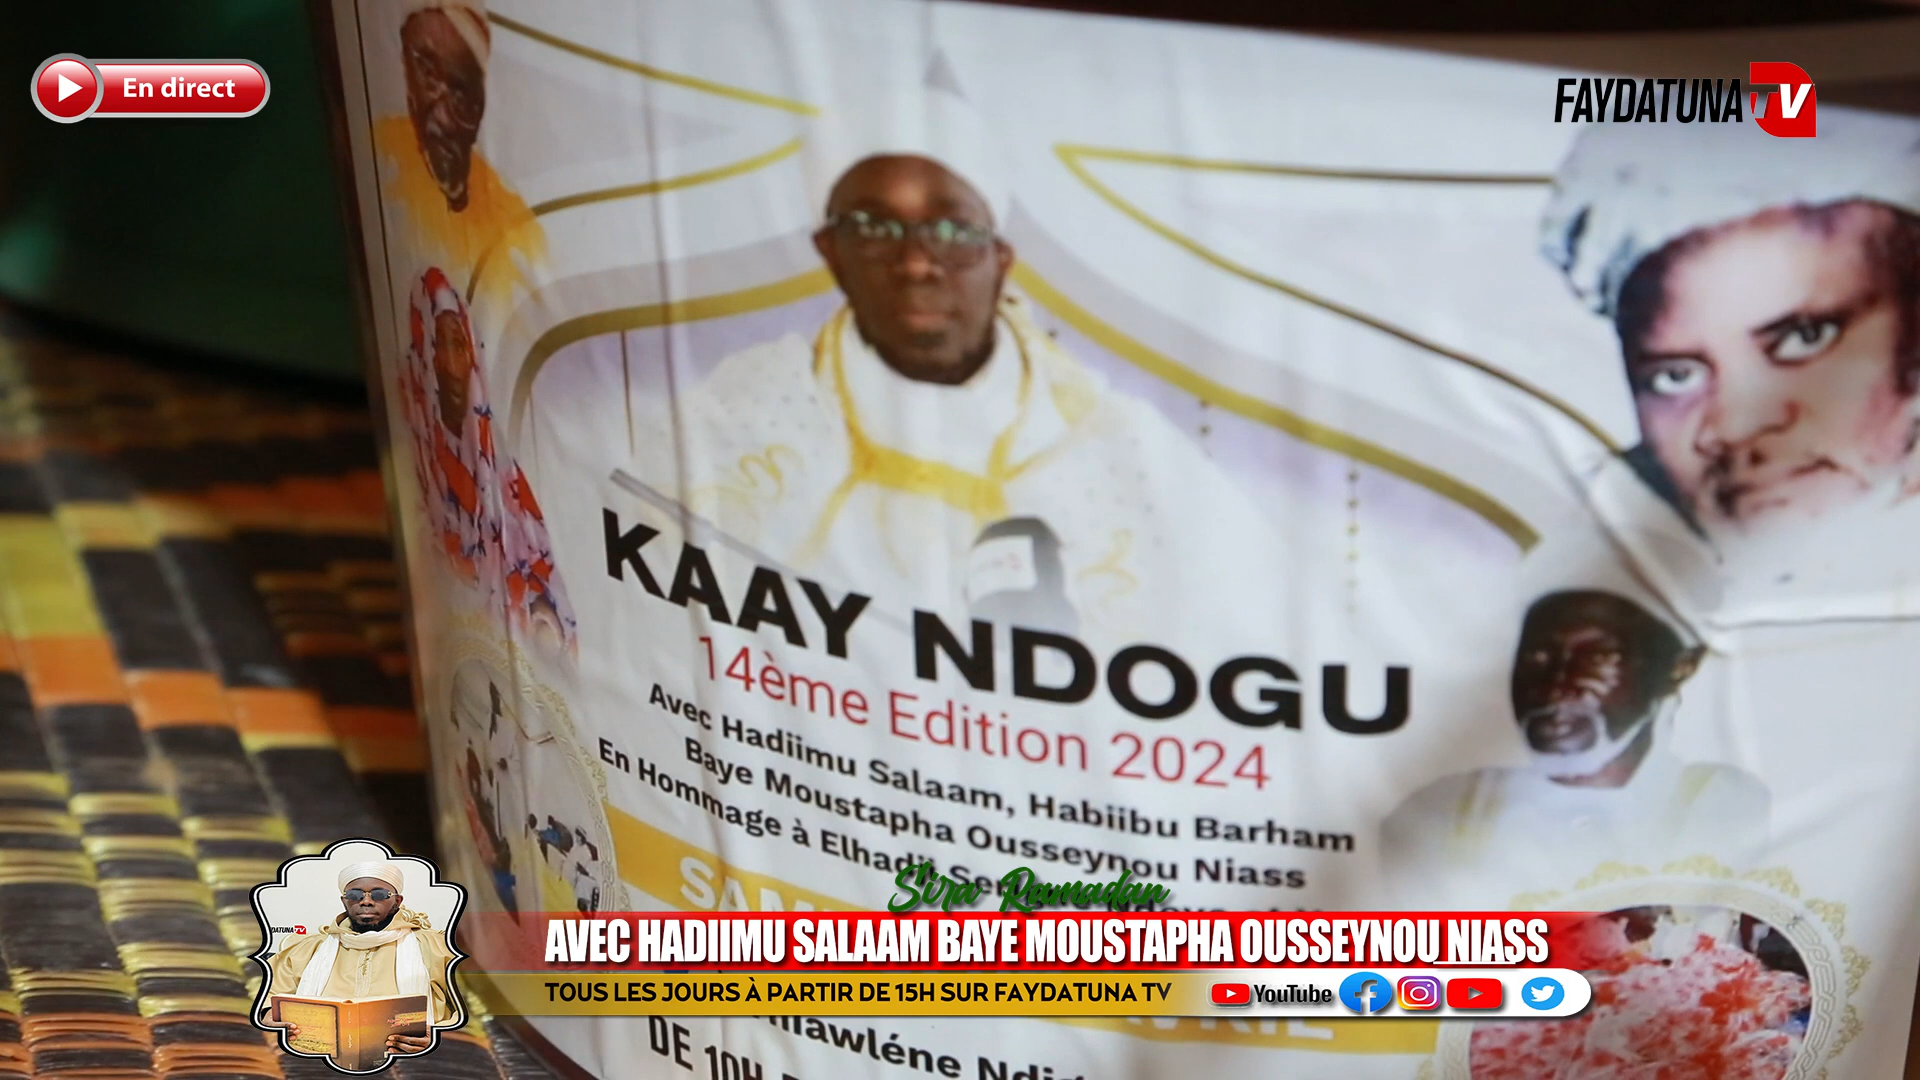 En direct
FAYDATUNA TV
KAAY NDOGU
14ème Edition 2024
Avec Hadiimu Salaam, Habiibu Barham
Baye Moustapha Ousseynou Niass
En Hommage à Elhadji
Sira Ramadan
AVEC HADIIMU SALAAM BAYE MOUSTAPHA OUSSEYNOU NIASS
TOUS LES JOURS À PARTIR DE 15H SUR FAYDATUNA TV
YouTube
DE 10H